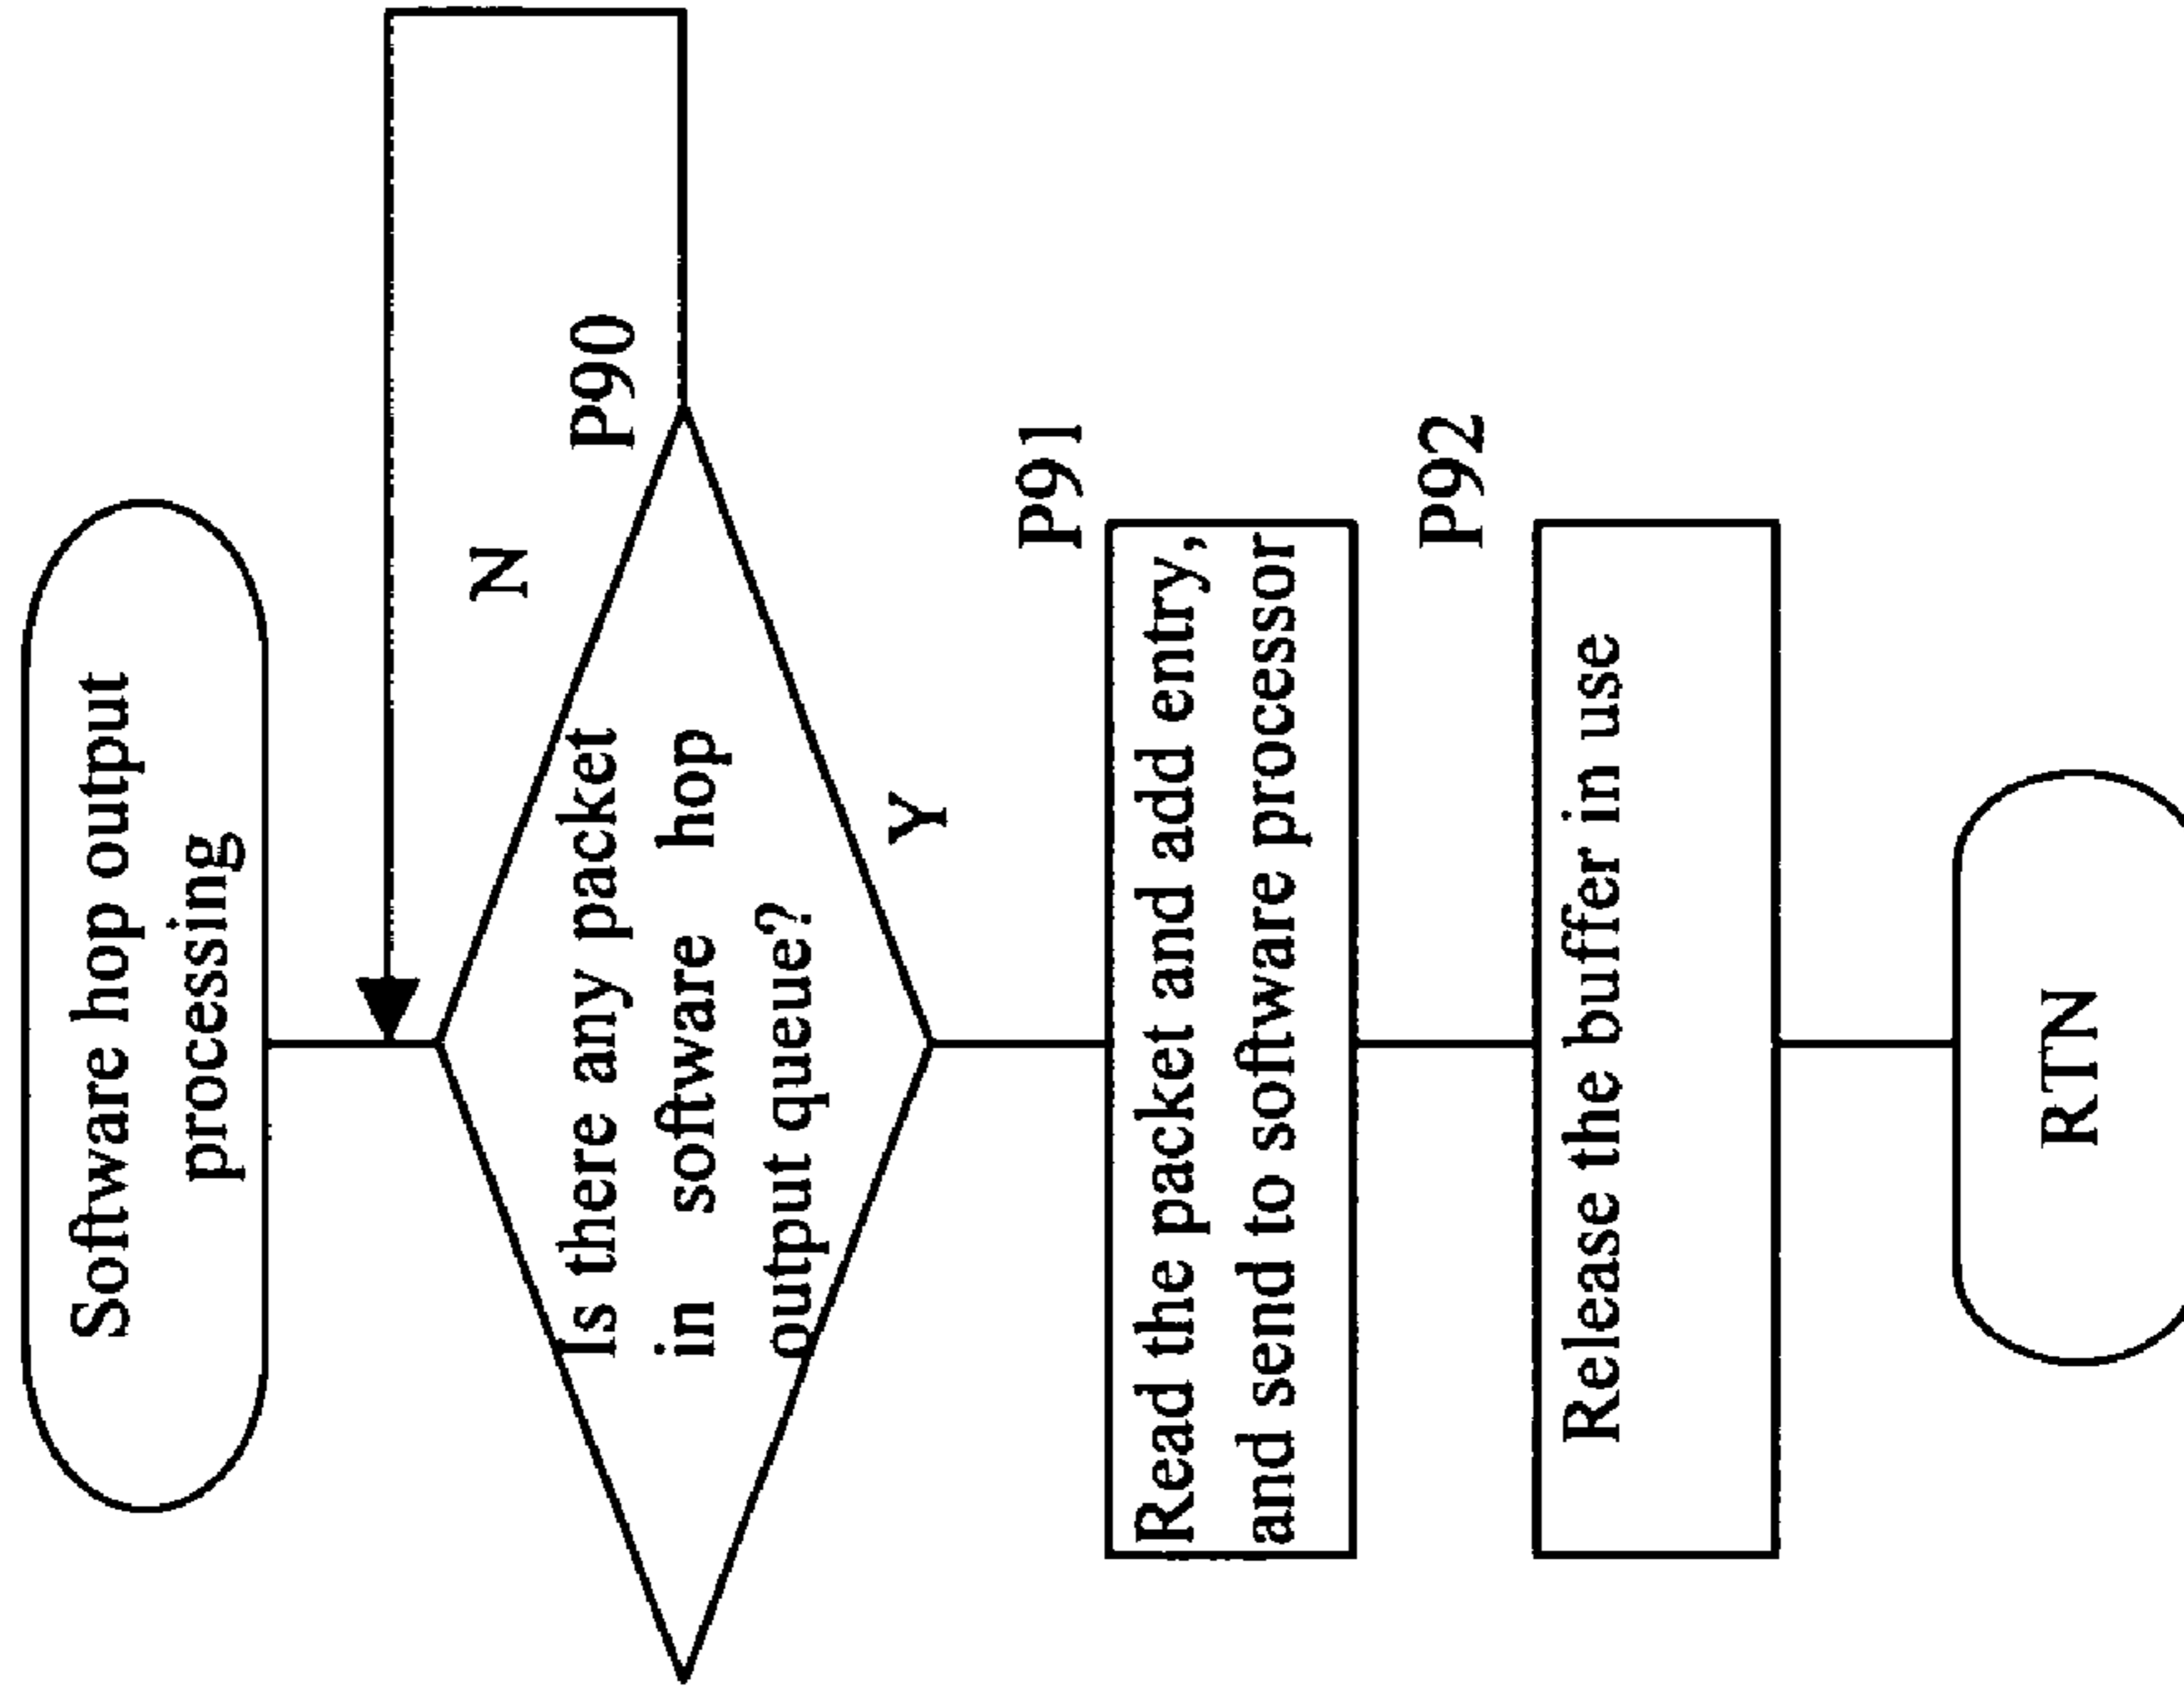 Software hop output
processing
N
P90
Is there any packet
in software hop
output queue?
Y
P91
Read the packet and add entry,
and send to software processor
P92
Release the buffer in use
RTN